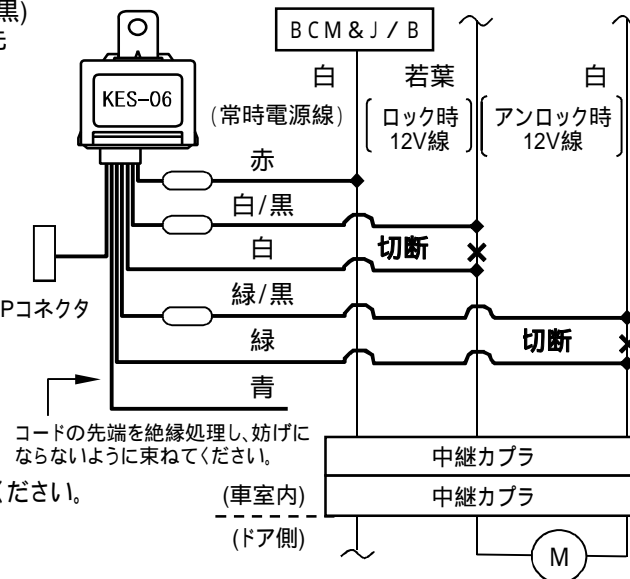 黒)
BCM&J/B
白
若葉
白
KES-06
(常時電源線)
ロック時
12V線
アンロック時
12V線
赤
白/黒
白
切断
緑/黒
Pコネクタ
緑
切断
青
コードの先端を絶縁処理し、妨げに
ならないように束ねてください。
ください。
中継カプラ
(車室内)
中継カプラ
(ドア側)
M